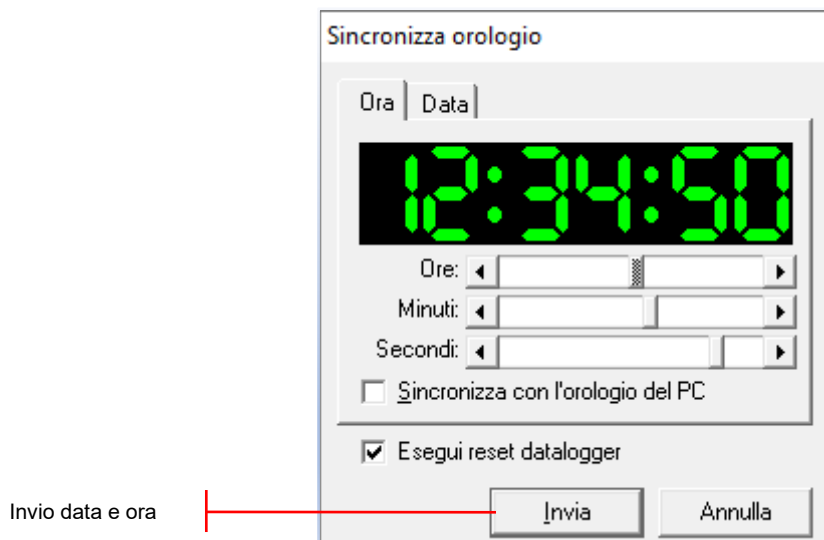 Sincronizza orologio
Ora Data
12:34:50
Ore:
Minuti:
Secondi:
Sincronizza con l'orologio del PC
Esegui reset datalogger
Invio data e ora Invia Annulla